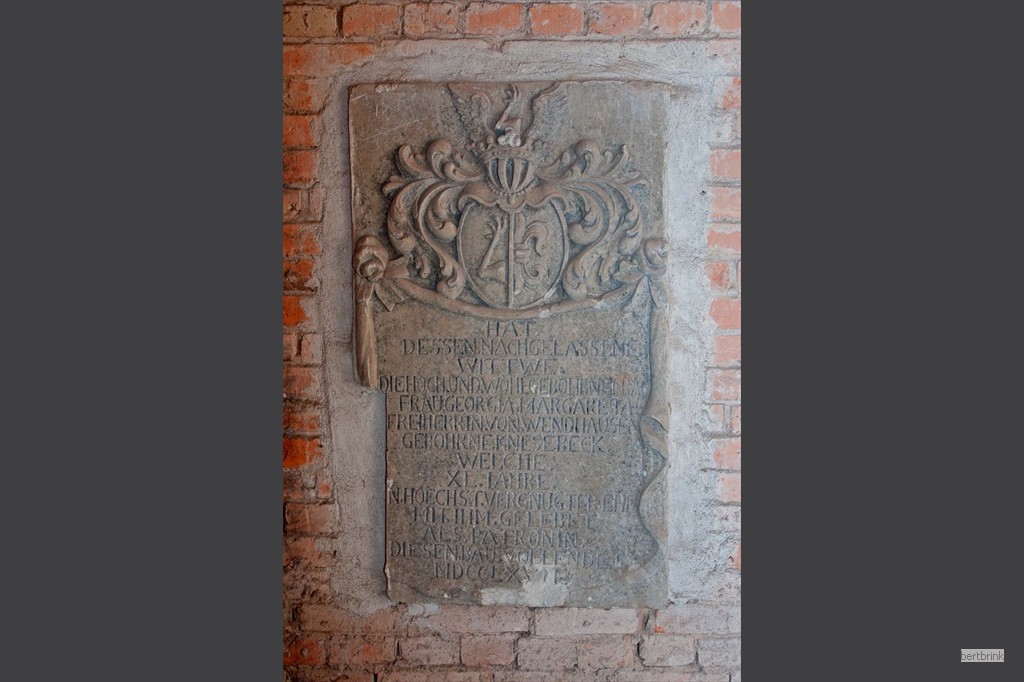 HAT
DESSEN.NACHGELASSENE
WITTWE.
DIE HOCH.UND.WOHLGEBOHRNE
FRAU.GEORGIA.MARGARETA
FREIHERRIN.VON.WENDHAUSEN
GEBOHRNE KNESEBECK
WELCHE
XL.JAHRE.
HOECHST.VERGNUGTER EHE
MIT IHM.GELEBET
ALS PATRONIN
DIESEN BAU VOLLENDET
bertbrink